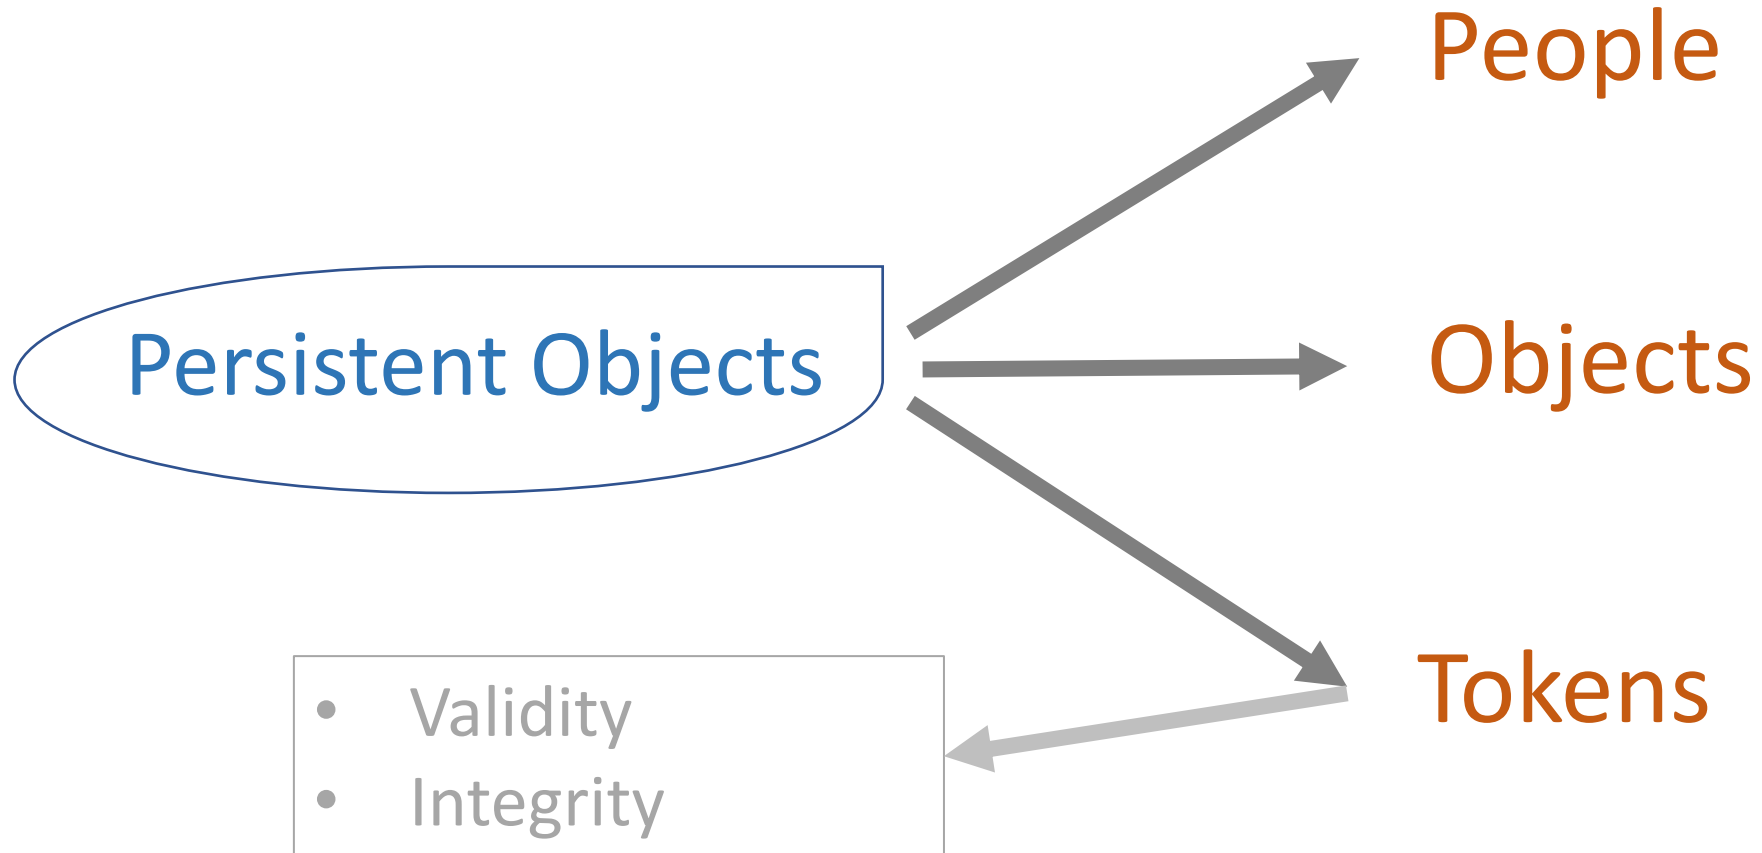 People
Persistent Objects
Objects
Tokens
• Validity
• Integrity